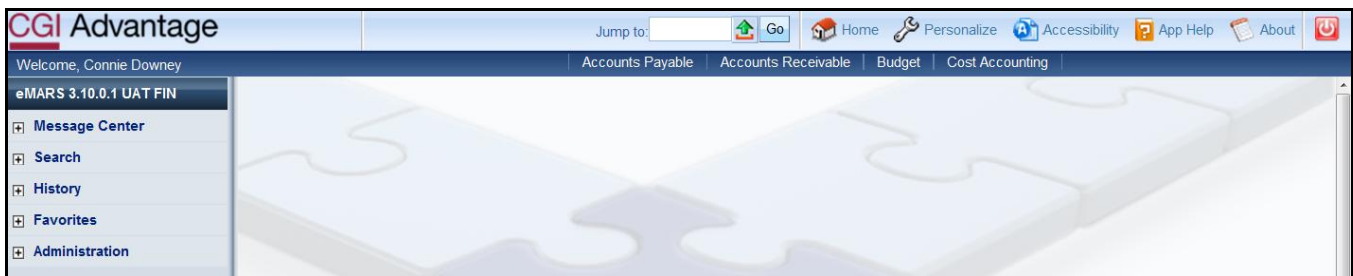 CGI Advantage
Jump to: Go Home Personalize Accessibility App Help About
Welcome, Connie Downey
Accounts Payable Accounts Receivable Budget Cost Accounting
eMARS 3.10.0.1 UAT FIN
Message Center
Search
History
Favorites
Administration